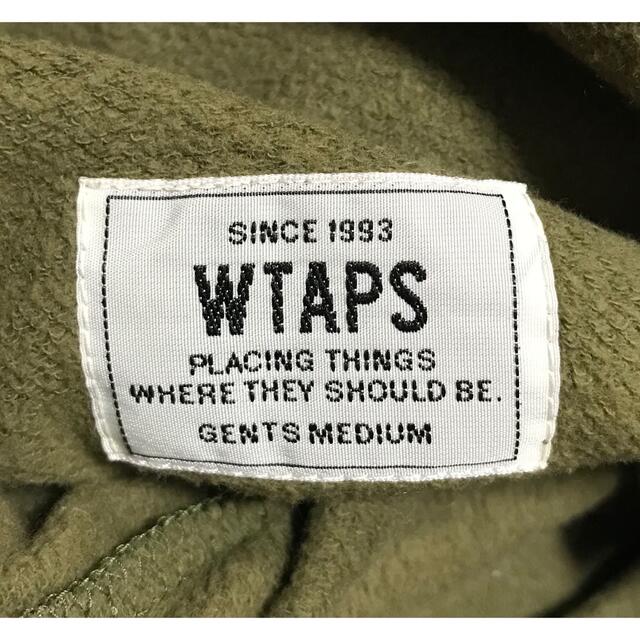 SINCE 1993
WTAPS
PLACING THINGS
WHERE THEY SHOULD BE.
GENTS MEDIUM